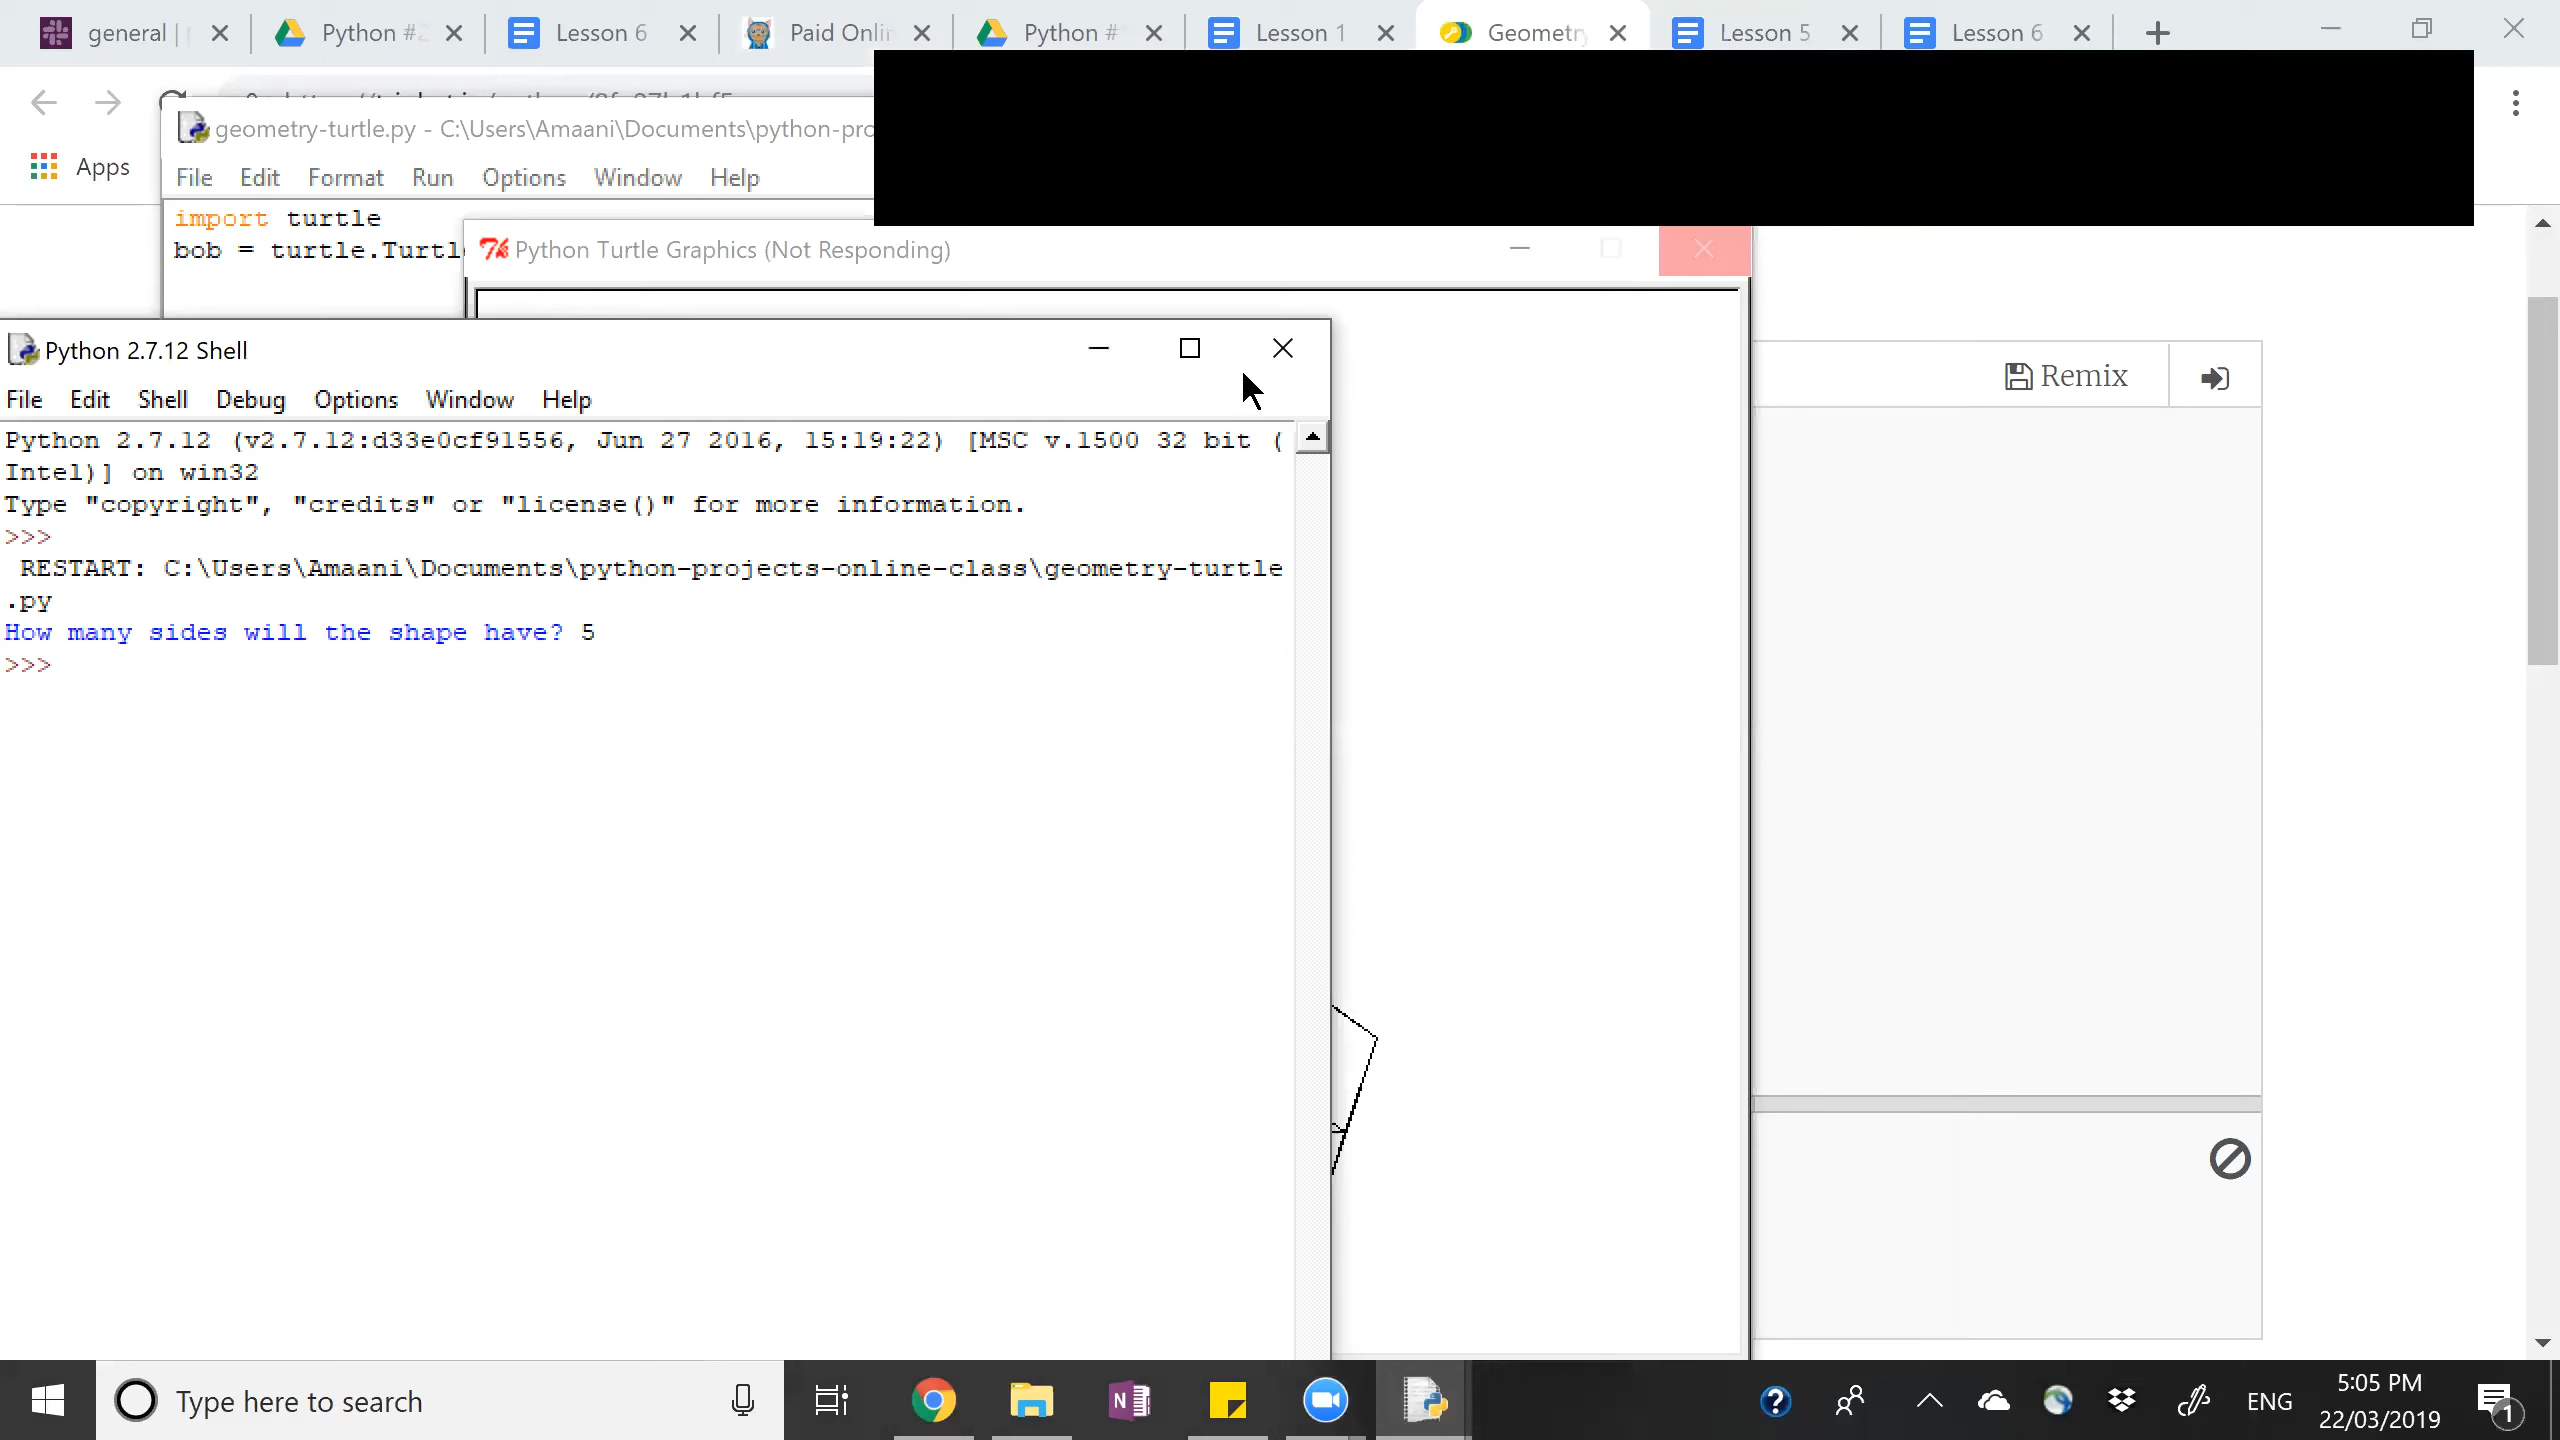 general |
Python #2
Lesson 6
Paid Onlin
Python #
Lesson 1
Geometr
Lesson 5
Lesson 6
Apps
geometry-turtle.py - C:\Users\Amaani\Documents\python-pro
File Edit Format Run Options Window Help
import turtle
bob = turtle.Turtl
Python Turtle Graphics (Not Responding)
Python 2.7.12 Shell
File Edit Shell Debug Options Window Help
Python 2.7.12 (v2.7.12:d33e0cf91556, Jun 27 2016, 15:19:22) [MSC v.1500 32 bit (
Intel)] on win32
Type "copyright", "credits" or "license()" for more information.
>>>
RESTART: C:\Users\Amaani\Documents\python-projects-online-class\geometry-turtle
.py
How many sides will the shape have? 5
>>>
Remix
Type here to search
ENG
5:05 PM
22/03/2019
1